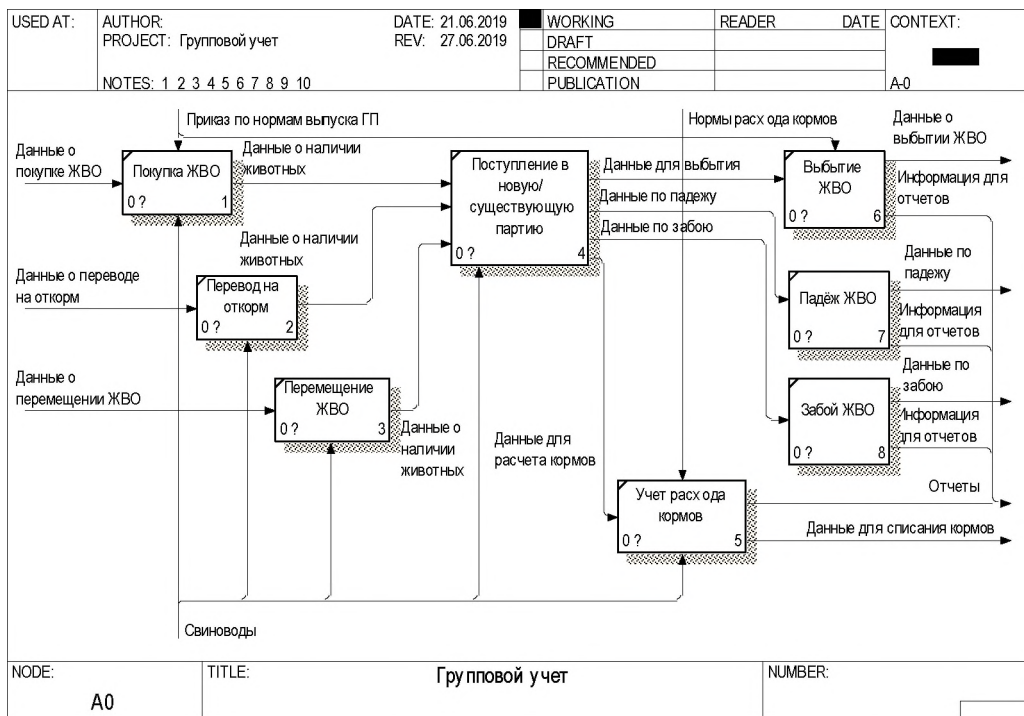 USED AT:
AUTHOR:
DATE: 21.06.2019
WORKING
READER
DATE
CONTEXT:
PROJECT: Групповой учет
REV: 27.06.2019
DRAFT
RECOMMENDED
NOTES: 1 2 3 4 5 6 7 8 9 10
PUBLICATION
A-0
Приказ по нормам выпуска ГП
Нормы расхода кормов
Данные о
выбытии ЖВО
Данные о
покупке ЖВО
Покупка ЖВО
0 ?
1
Данные о наличии
животных
Поступление в
новую/
существующую
партию
0 ?
4
Данные для выбытия
Данные по падежу
Данные по забою
Выбытие
ЖВО
0 ?
6
Информация для
отчетов
Данные о наличии
животных
Данные о переводе
на откорм
Перевод на
откорм
0 ?
2
Данные по
падежу
Падёж ЖВО
0 ?
7
Информация
для отчетов
Данные о
перемещении ЖВО
Перемещение
ЖВО
0 ?
3
Данные о
наличии
животных
Данные по
забою
Забой ЖВО
0 ?
8
Информация
для отчетов
Данные для
расчета кормов
Учет расхода
кормов
0 ?
5
Отчеты
Данные для списания кормов
Свиноводы
NODE:
A0
TITLE:
Групповой учет
NUMBER: